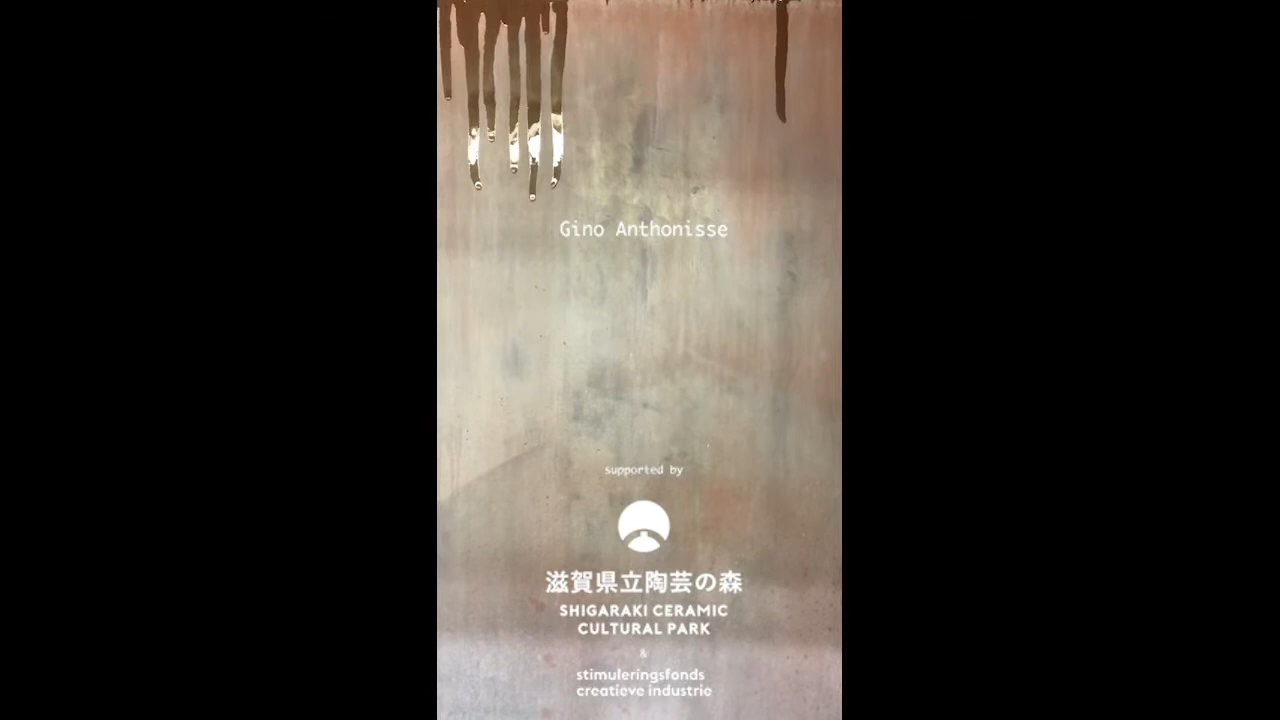 Gino Anthonisse
supported by
滋賀県立陶芸の森
SHIGARAKI CERAMIC
CULTURAL PARK
&
stimuleringsfonds
creatieve industrie